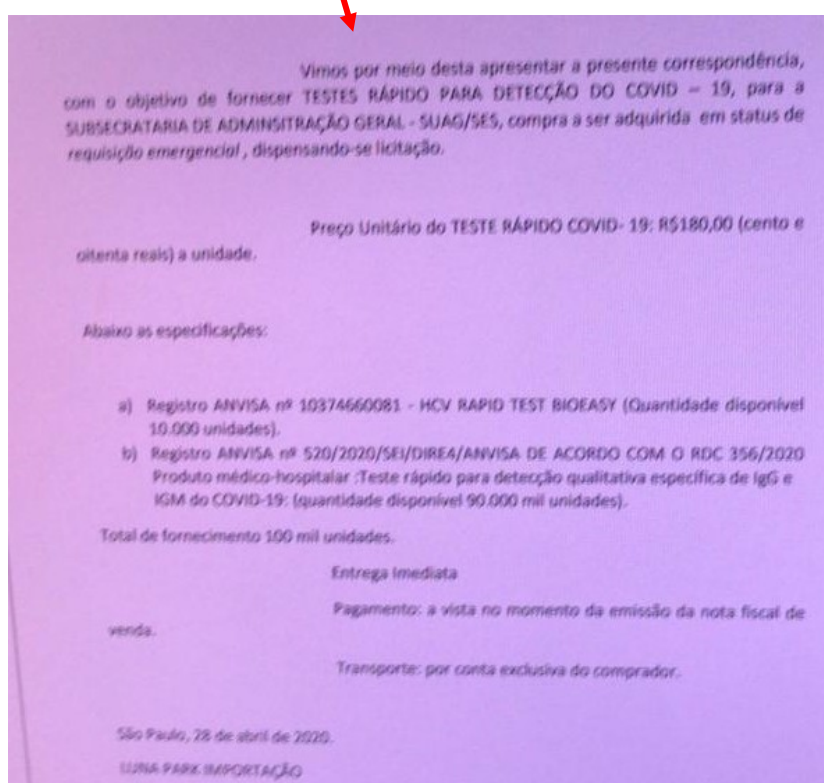 Vimos por meio desta apresentar a presente correspondência,
com o objetivo de fornecer TESTES RÁPIDO PARA DETECÇÃO DO COVID – 19, para a
SUBSECRATARIA DE ADMINSITRAÇÃO GERAL - SUAG/SES, compra a ser adquirida em status de
requisição emergencial , dispensando-se licitação.
Preço Unitário do TESTE RÁPIDO COVID- 19: R$180,00 (cento e
oitenta reais) a unidade.
Abaixo as especificações:
a) Registro ANVISA nº 10374660081 - HCV RAPID TEST BIOEASY (Quantidade disponível
10.000 unidades).
b) Registro ANVISA nº 520/2020/SEI/DIRE4/ANVISA DE ACORDO COM O RDC 356/2020
Produto médico-hospitalar :Teste rápido para detecção qualitativa específica de IgG e
IGM do COVID-19: (quantidade disponível 90.000 mil unidades).
Total de fornecimento 100 mil unidades.
Entrega Imediata
Pagamento: a vista no momento da emissão da nota fiscal de
venda.
Transporte: por conta exclusiva do comprador.
São Paulo, 28 de abril de 2020.
LUNA PARK IMPORTAÇÃO